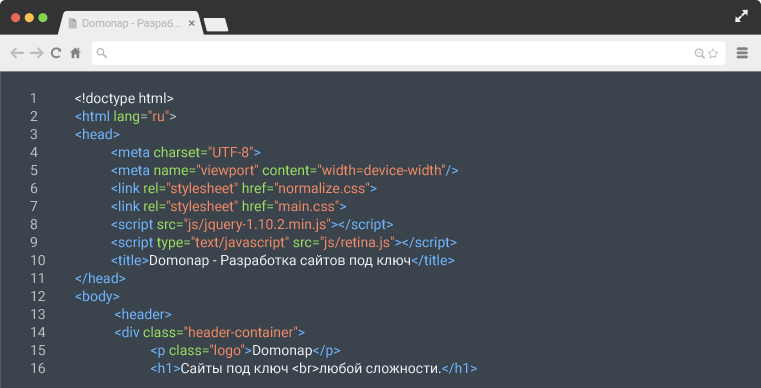 Domonap - Разраб...
1 <!doctype html>
2 <html lang="ru">
3 <head>
4 <meta charset="UTF-8">
5 <meta name="viewport" content="width=device-width"/>
6 <link rel="stylesheet" href="normalize.css">
7 <link rel="stylesheet" href="main.css">
8 <script src="js/jquery-1.10.2.min.js"></script>
9 <script type="text/javascript" src="js/retina.js"></script>
10 <title>Domonap - Разработка сайтов под ключ</title>
11 </head>
12 <body>
13 <header>
14 <div class="header-container">
15 <p class="logo">Domonap</p>
16 <h1>Сайты под ключ <br>любой сложности.</h1>